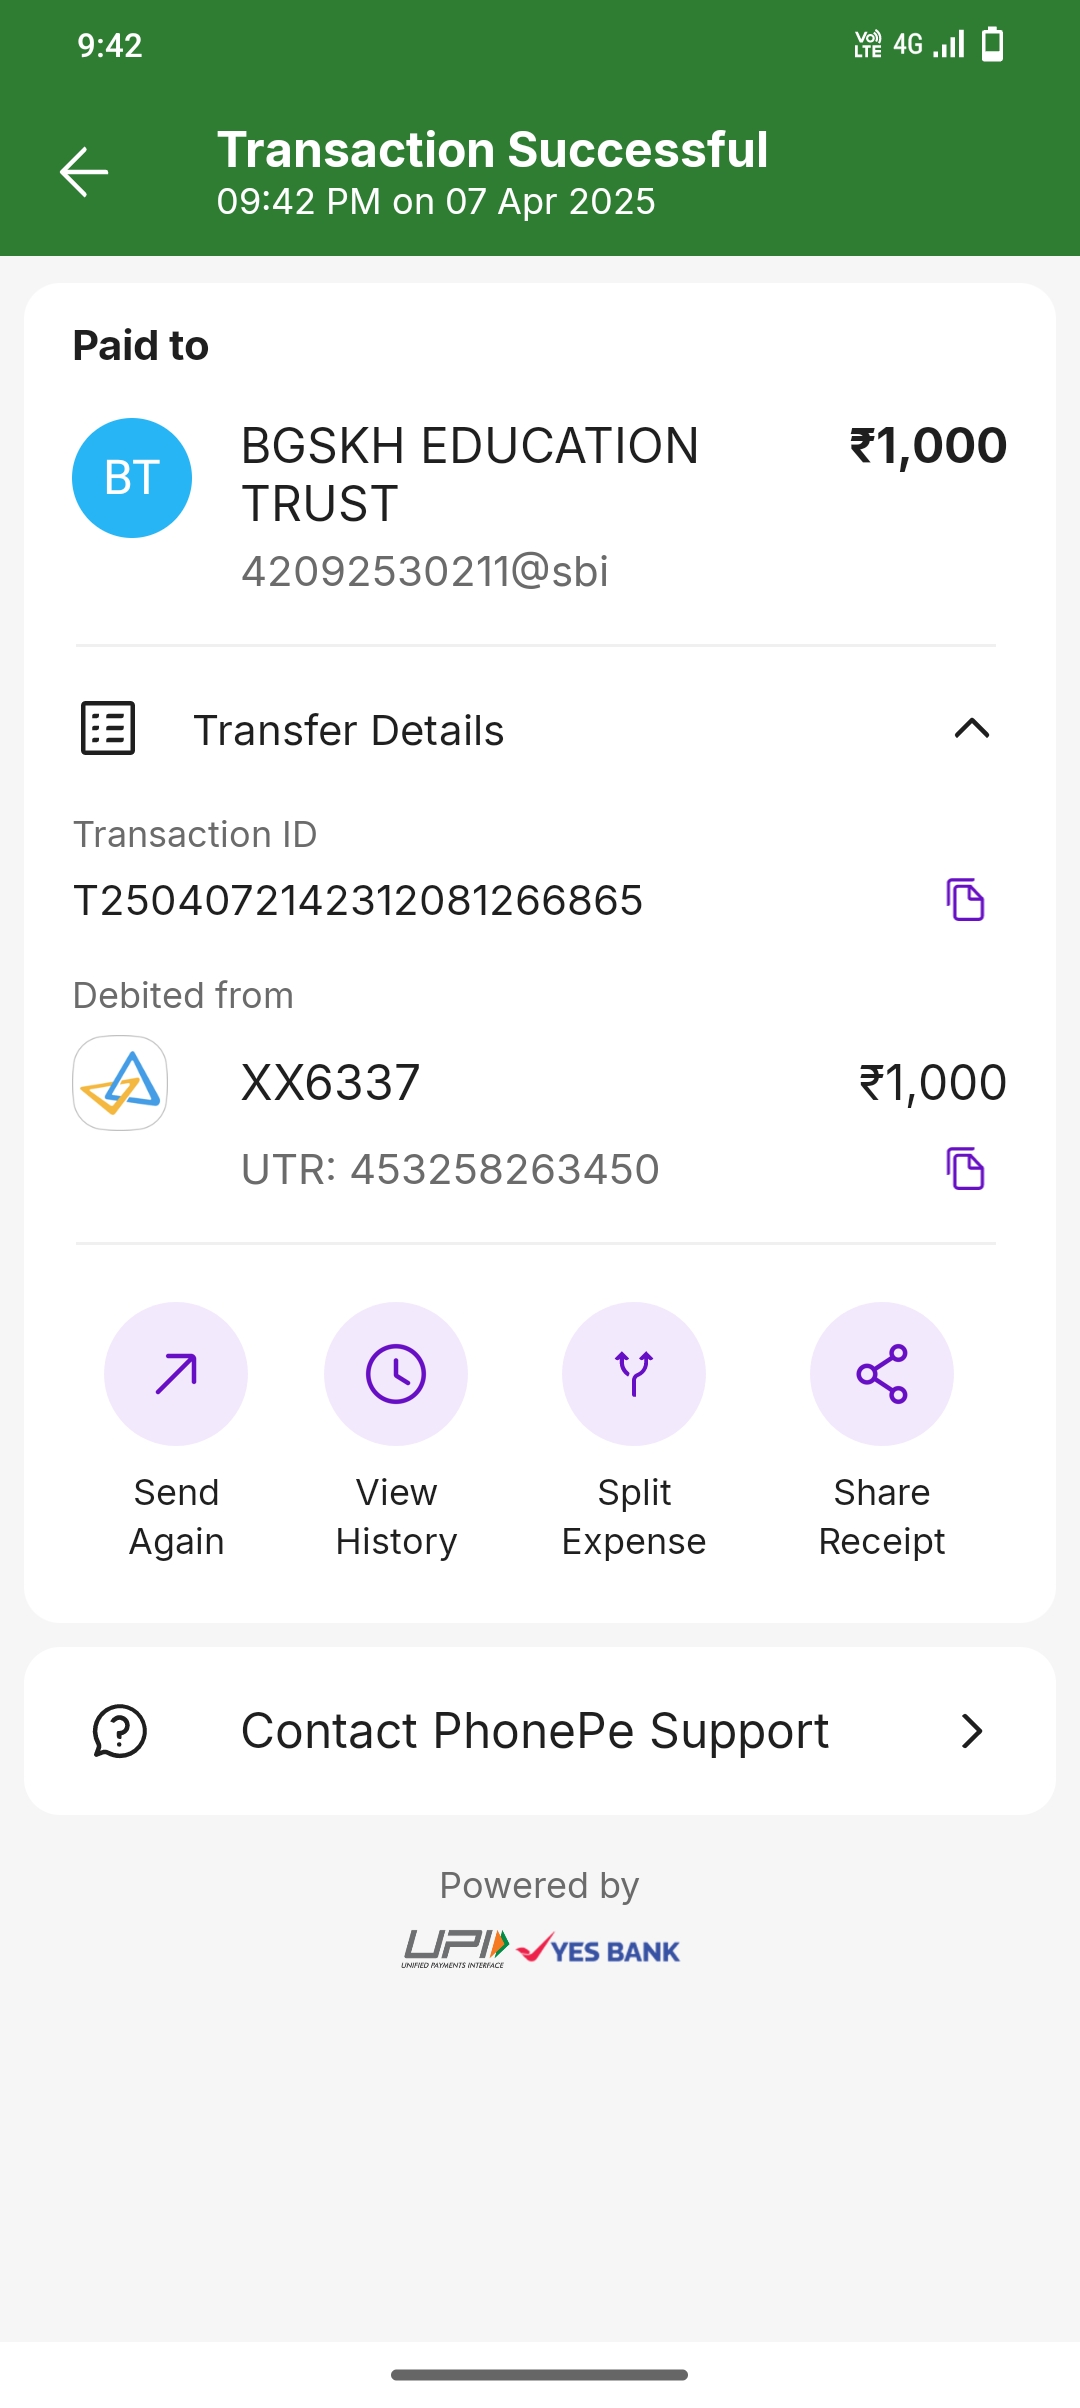 9:42
Vo)) LTE 4G
Transaction Successful
09:42 PM on 07 Apr 2025
Paid to
BT
BGSKH EDUCATION
TRUST
₹1,000
42092530211@sbi
Transfer Details
Transaction ID
T2504072142312081266865
Debited from
XX6337
₹1,000
UTR: 453258263450
Send
Again
View
History
Split
Expense
Share
Receipt
Contact PhonePe Support
Powered by
UPI
UNIFIED PAYMENTS INTERFACE
YES BANK